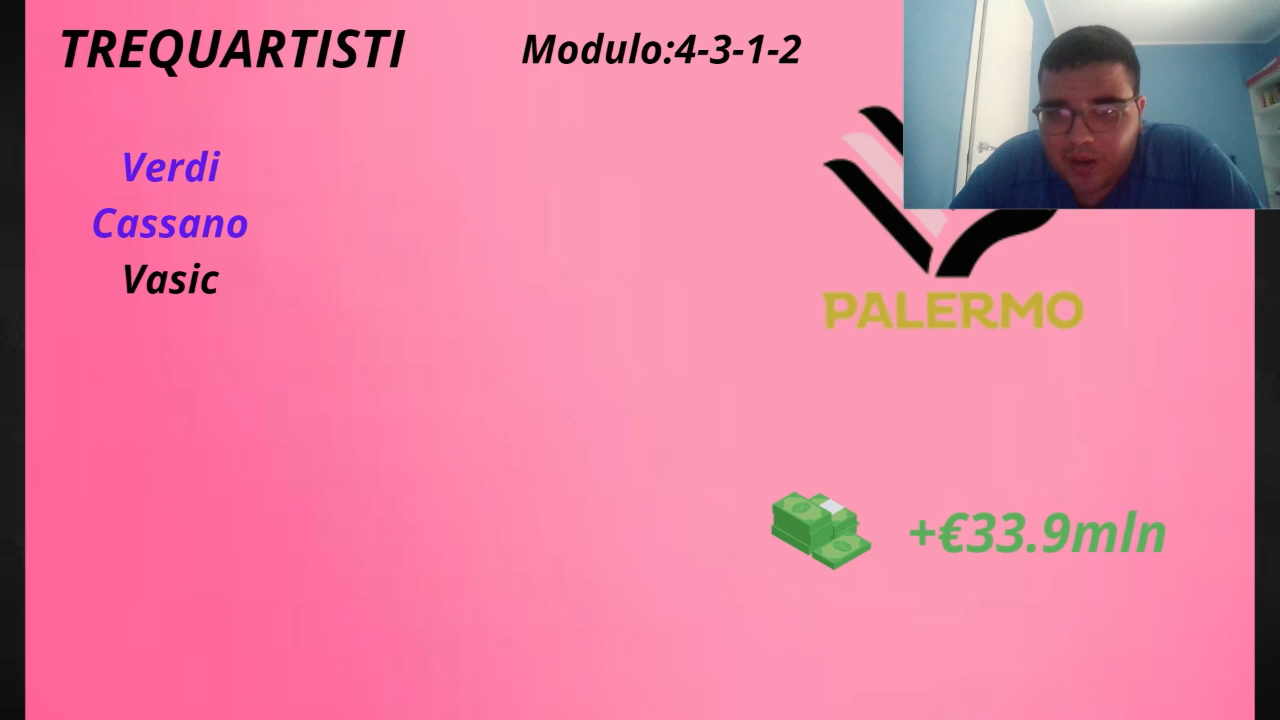 TREQUARTISTI
Modulo:4-3-1-2
Verdi
Cassano
Vasic
PALERMO
+€33.9mln